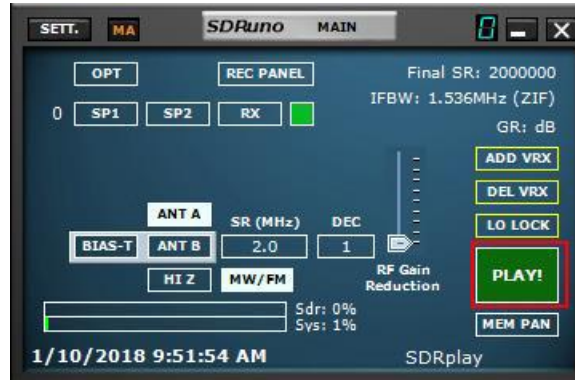 SETT. MA SDRuno MAIN 0
OPT REC PANEL Final SR: 2000000
IFBW: 1.536MHz (ZIF)
0 SP1 SP2 RX
GR: dB
ADD VRX
DEL VRX
ANT A SR (MHz) DEC LO LOCK
BIAS-T ANT B 2.0 1
HI Z MW/FM RF Gain
Reduction PLAY!
Sdr: 0%
Sys: 1% MEM PAN
1/10/2018 9:51:54 AM SDRplay